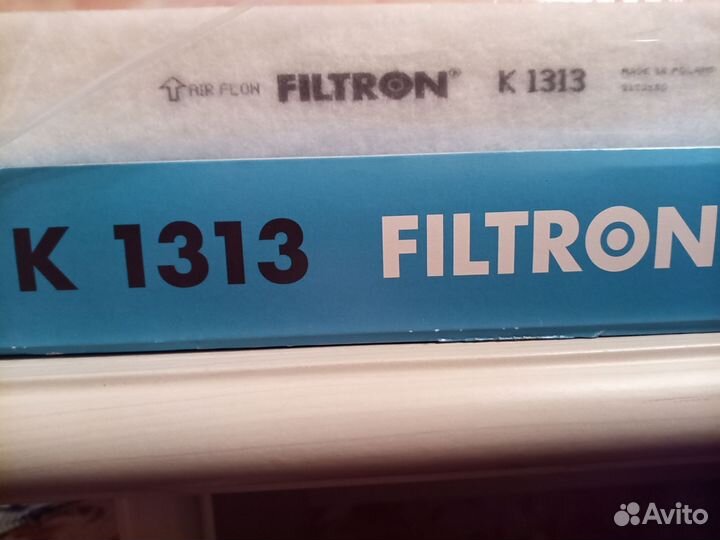 AIR FLOW FILTRON® K 1313 MADE IN POLAND
K 1313 FILTRON
Avito